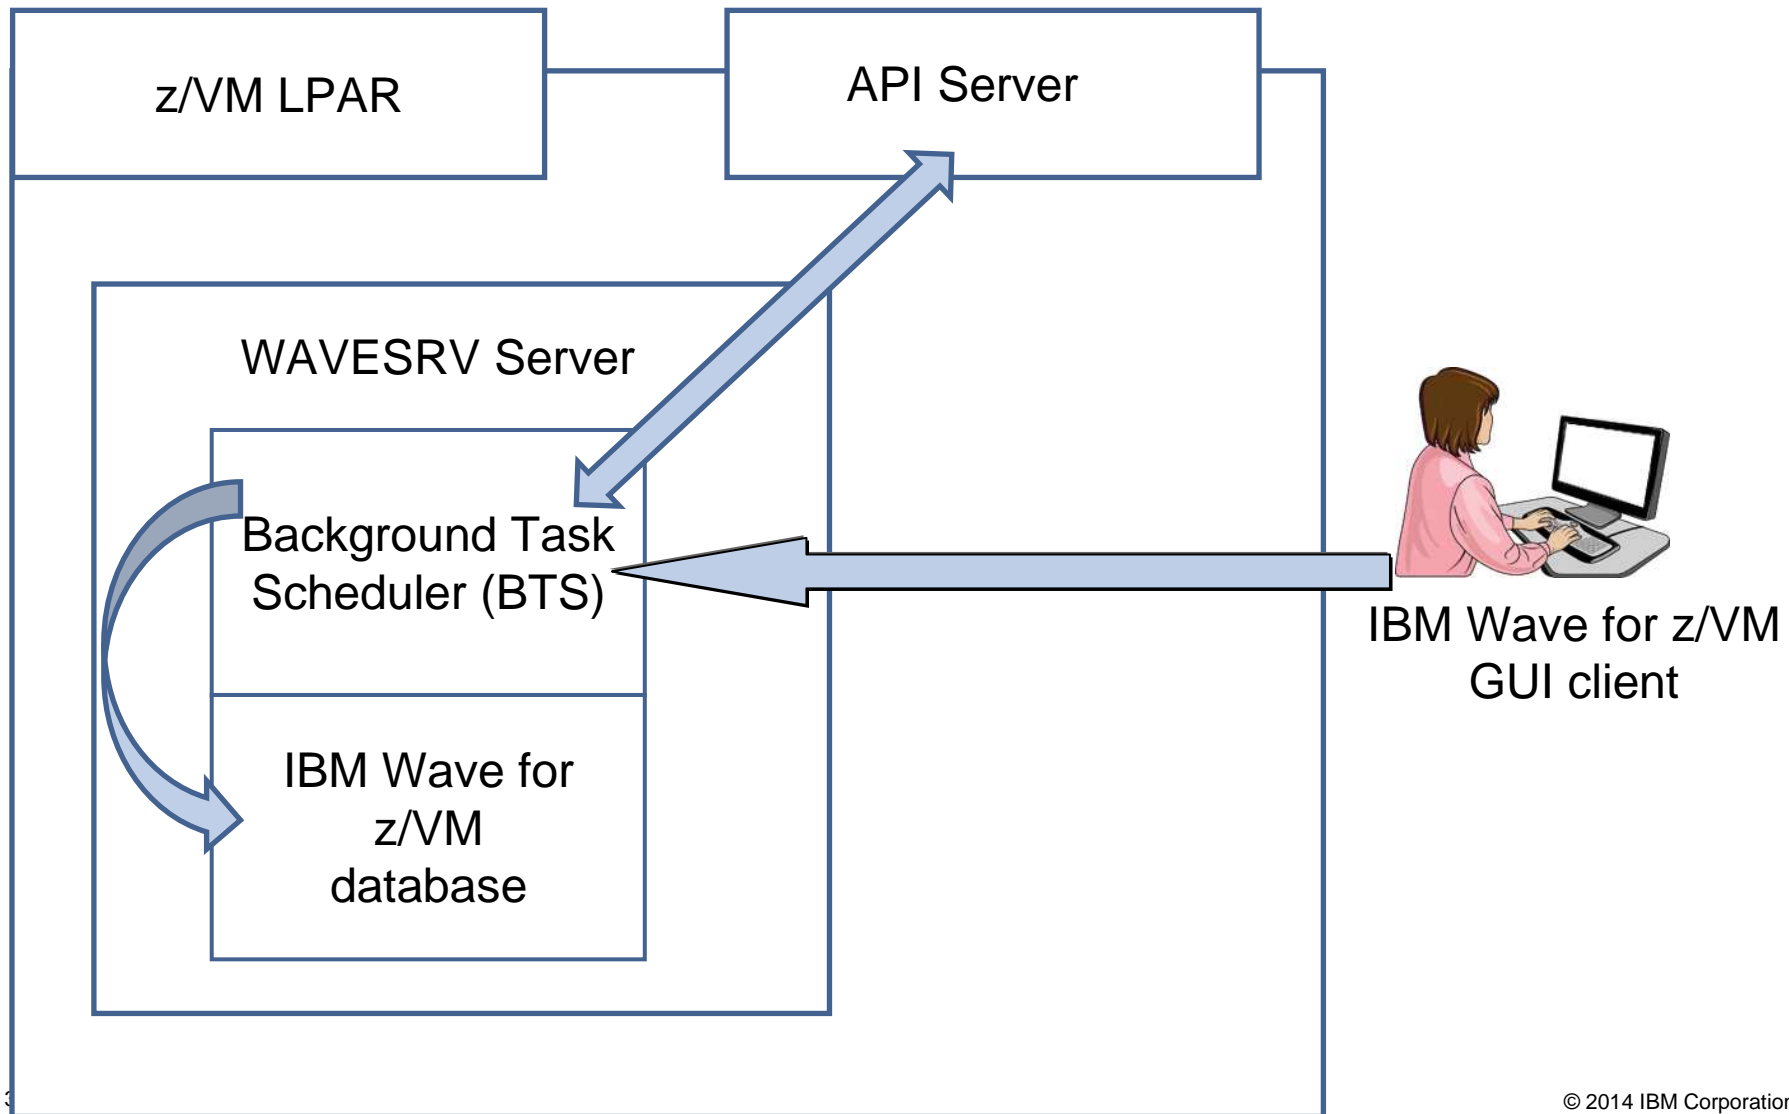 z/VM LPAR
API Server
WAVESRV Server
Background Task
Scheduler (BTS)
IBM Wave for z/VM
GUI client
IBM Wave for
z/VM
database
© 2014 IBM Corporation